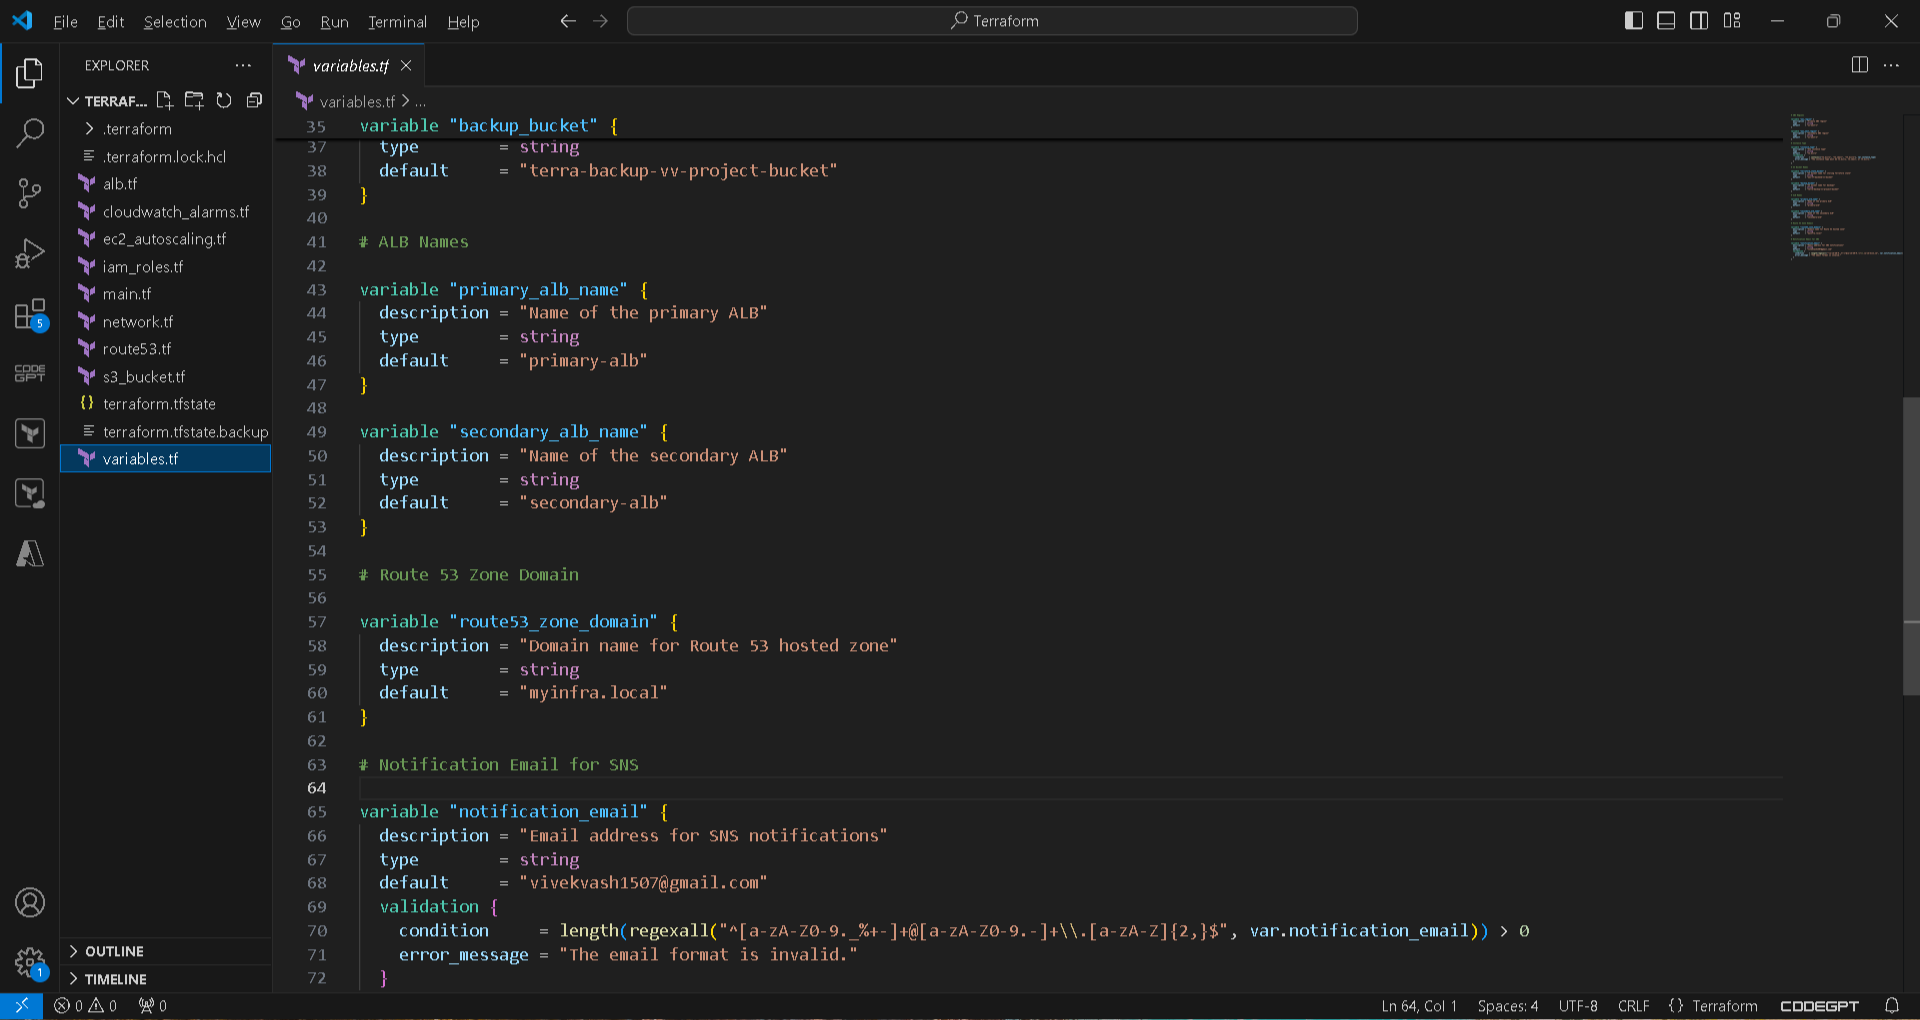 File Edit Selection View Go Run Terminal Help
Terraform
EXPLORER
TERRAF...
.terraform
.terraform.lock.hcl
alb.tf
cloudwatch_alarms.tf
ec2_autoscaling.tf
iam_roles.tf
main.tf
network.tf
route53.tf
s3_bucket.tf
terraform.tfstate
terraform.tfstate.backup
variables.tf
OUTLINE
TIMELINE
5
CODE
GPT
1
variables.tf
variables.tf > ...
35 variable "backup_bucket" {
37 type = string
38 default = "terra-backup-vv-project-bucket"
39 }
40
41 # ALB Names
42
43 variable "primary_alb_name" {
44 description = "Name of the primary ALB"
45 type = string
46 default = "primary-alb"
47 }
48
49 variable "secondary_alb_name" {
50 description = "Name of the secondary ALB"
51 type = string
52 default = "secondary-alb"
53 }
54
55 # Route 53 Zone Domain
56
57 variable "route53_zone_domain" {
58 description = "Domain name for Route 53 hosted zone"
59 type = string
60 default = "myinfra.local"
61 }
62
63 # Notification Email for SNS
64
65 variable "notification_email" {
66 description = "Email address for SNS notifications"
67 type = string
68 default = "vivekvash1507@gmail.com"
69 validation {
70 condition = length(regexall("^[a-zA-Z0-9._%+-]+@[a-zA-Z0-9.-]+\\.[a-zA-Z]{2,}$", var.notification_email)) > 0
71 error_message = "The email format is invalid."
72 }
0 0 0
Ln 64, Col 1 Spaces: 4 UTF-8 CRLF {} Terraform CODEGPT